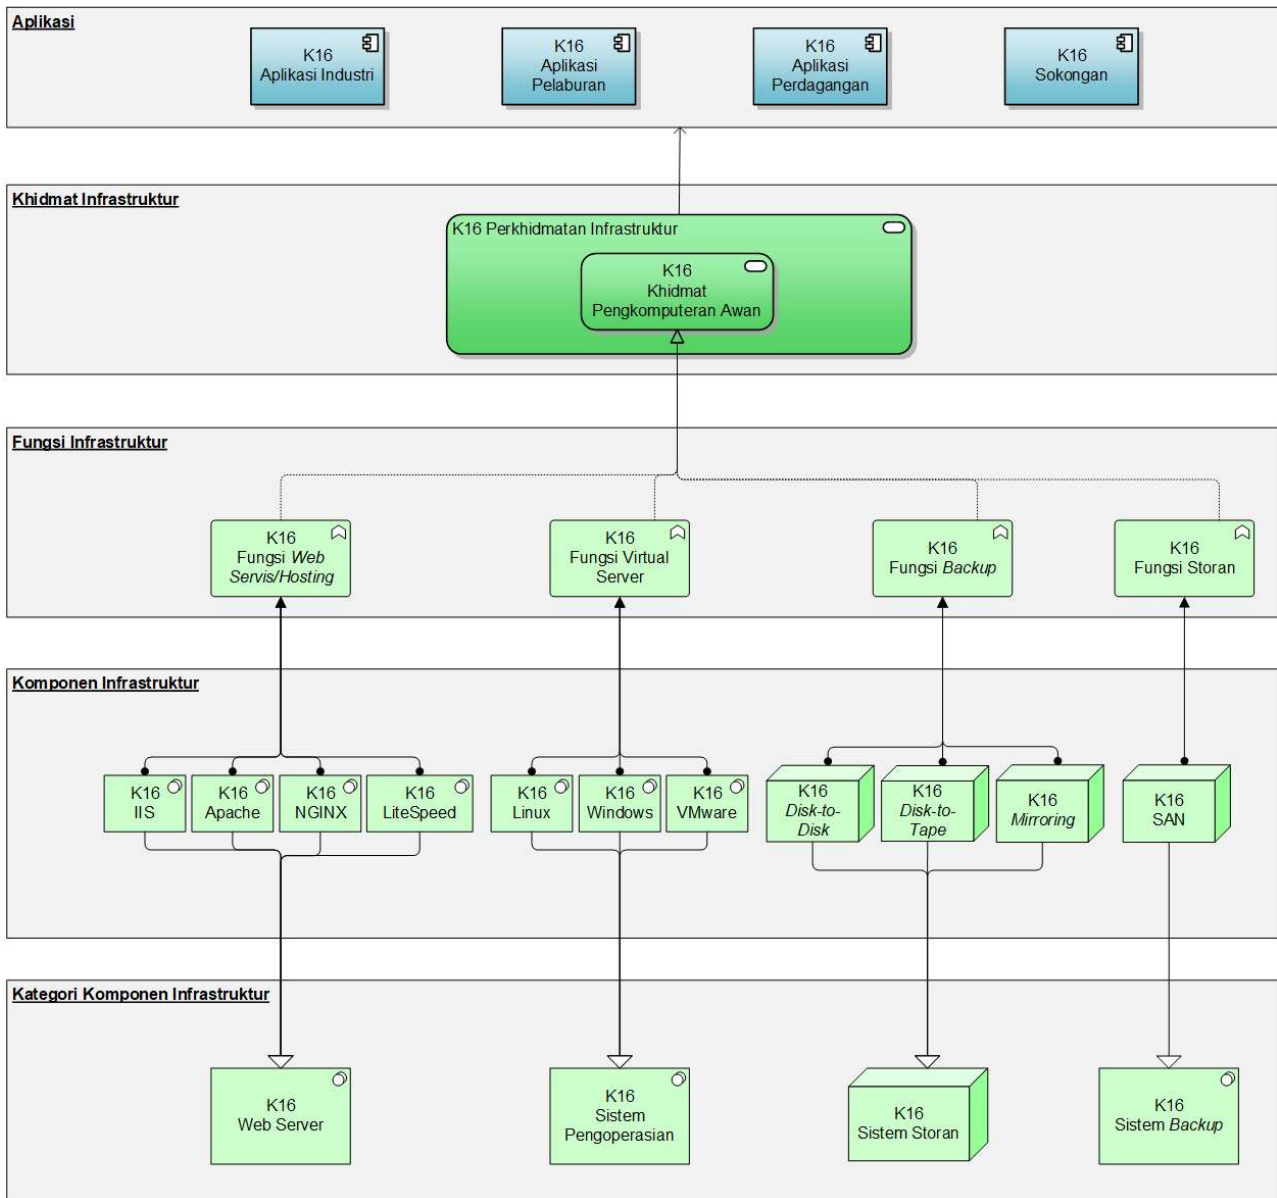 Aplikasi
K16
Aplikasi Industri
K16
Aplikasi
Pelaburan
K16
Aplikasi
Perdagangan
K16
Sokongan
Khidmat Infrastruktur
K16 Perkhidmatan Infrastruktur
K16
Khidmat
Pengkomputeran Awan
Fungsi Infrastruktur
K16
Fungsi Web
Servis/Hosting
K16
Fungsi Virtual
Server
K16
Fungsi Backup
K16
Fungsi Storan
Komponen Infrastruktur
K16
IIS
K16
Apache
K16
NGINX
K16
LiteSpeed
K16
Linux
K16
Windows
K16
VMware
K16
Disk-to-
Disk
K16
Disk-to-
Tape
K16
Mirroring
K16
SAN
Kategori Komponen Infrastruktur
K16
Web Server
K16
Sistem
Pengoperasian
K16
Sistem Storan
K16
Sistem Backup